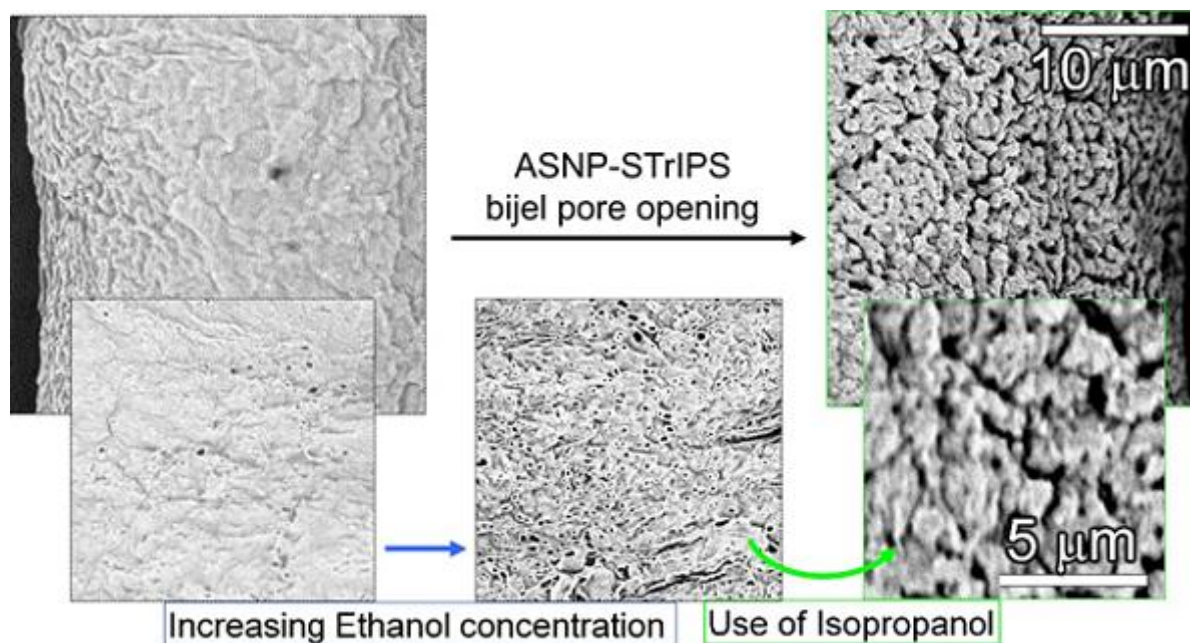 10 μm
ASNP-STrIPS
bijel pore opening
5 μm
Increasing Ethanol concentration
Use of Isopropanol